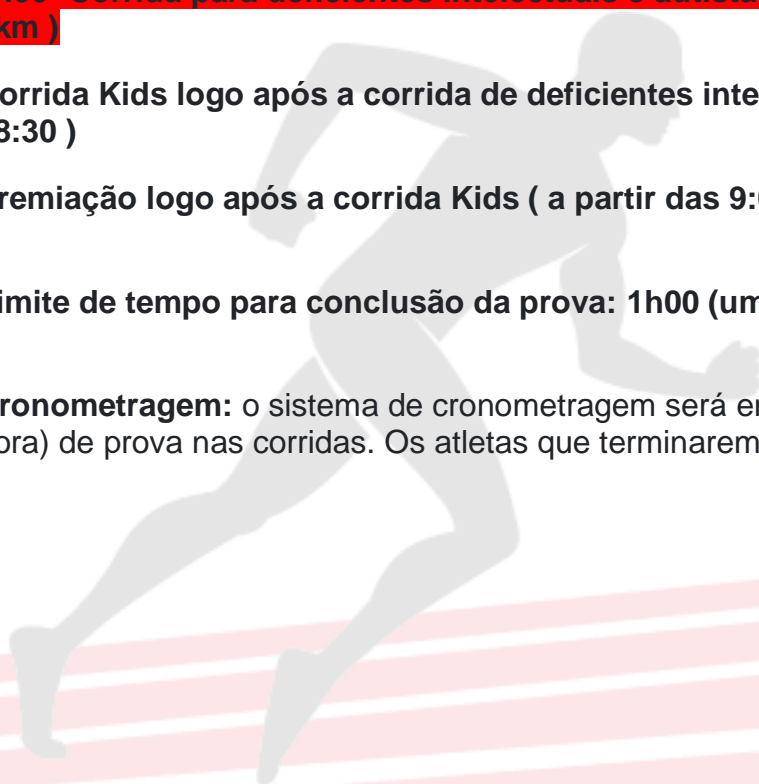 km )
orrida Kids logo após a corrida de deficientes inte
8:30 )
remiação logo após a corrida Kids ( a partir das 9:
imite de tempo para conclusão da prova: 1h00 (um
ronometragem: o sistema de cronometragem será en
ora) de prova nas corridas. Os atletas que terminarem